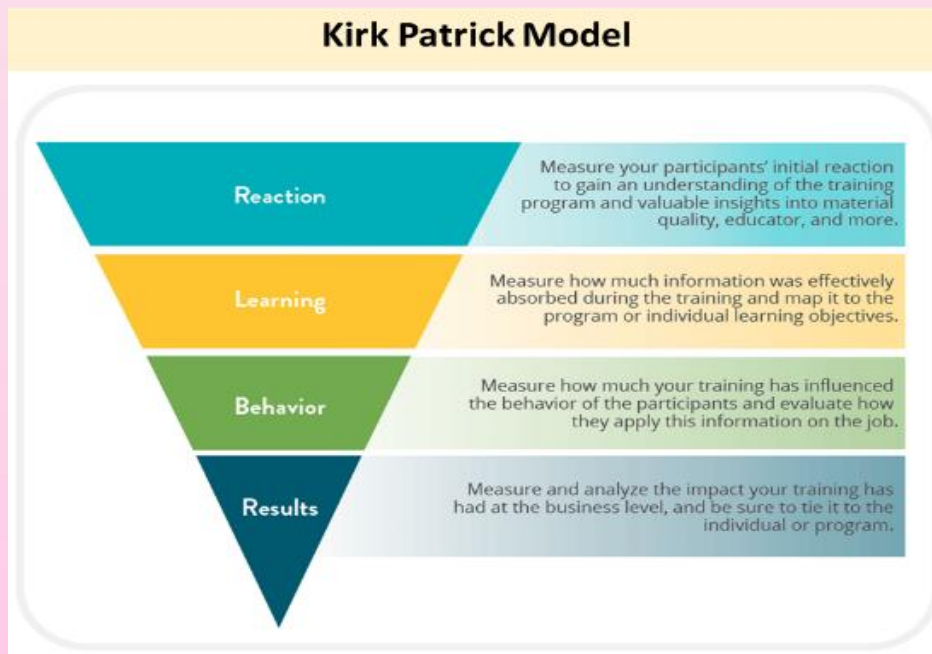 Kirk Patrick Model
Reaction
Measure your participants’ initial reaction
to gain an understanding of the training
program and valuable insights into material
quality, educator, and more.
Learning
Measure how much information was effectively
absorbed during the training and map it to the
program or individual learning objectives.
Behavior
Measure how much your training has influenced
the behavior of the participants and evaluate how
they apply this information on the job.
Results
Measure and analyze the impact your training has
had at the business level, and be sure to tie it to the
individual or program.